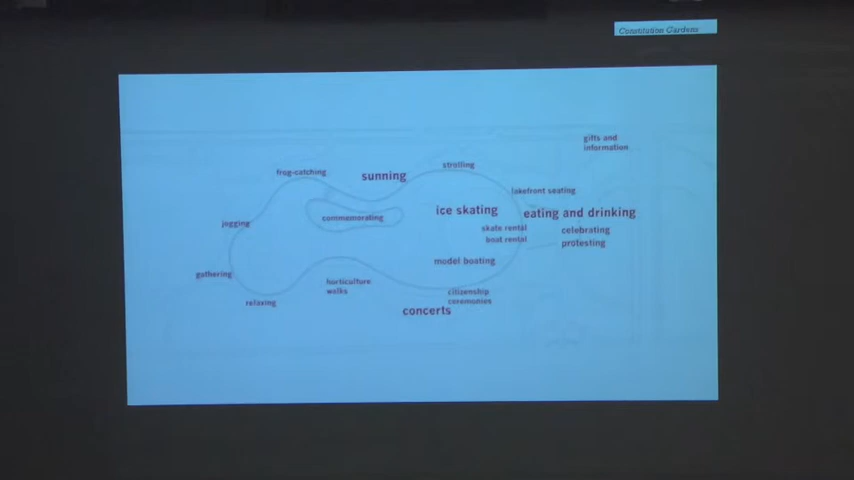 Constitution Gardens
gifts and
information
strolling
frog-catching
sunning
lakefront seating
ice skating
eating and drinking
commemorating
jogging
skate rental
boat rental
celebrating
protesting
model boating
gathering
horticulture
walks
citizenship
ceremonies
relaxing
concerts